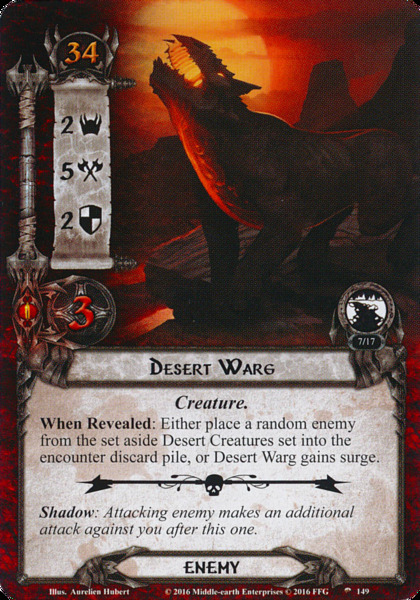 34
2
5
2
3
7/17
Desert Warg
Creature.
When Revealed: Either place a random enemy
from the set aside Desert Creatures set into the
encounter discard pile, or Desert Warg gains surge.
Shadow: Attacking enemy makes an additional
attack against you after this one.
ENEMY
Illus. Aurelien Hubert © 2016 Middle-earth Enterprises © 2016 FFG 149